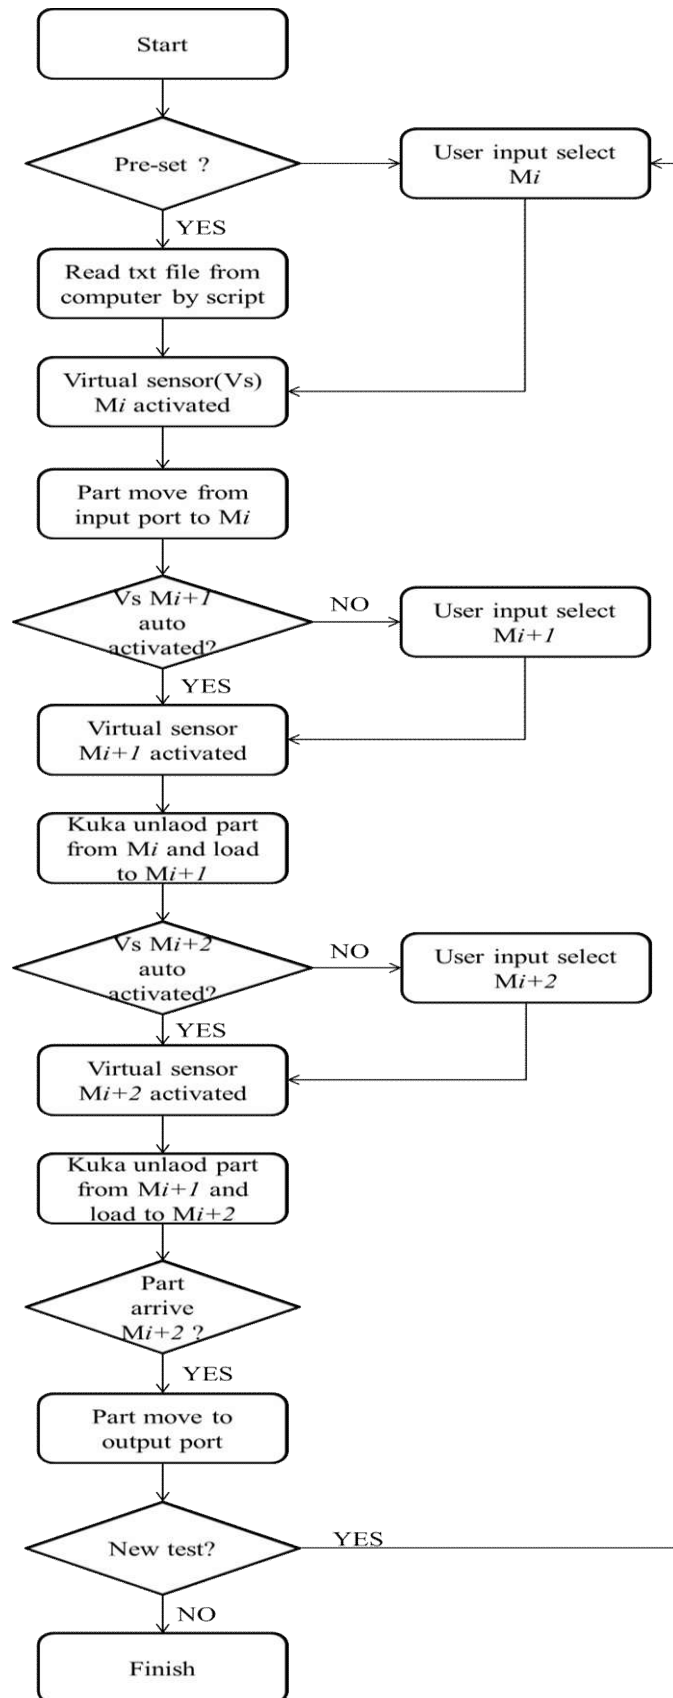 Start
Pre-set ?
User input select
Mi
YES
Read txt file from
computer by script
Virtual sensor(Vs)
Mi activated
Part move from
input port to Mi
Vs Mi+1
auto
activated?
NO
User input select
Mi+1
YES
Virtual sensor
Mi+1 activated
Kuka unlaod part
from Mi and load
to Mi+1
Vs Mi+2
auto
activated?
NO
User input select
Mi+2
YES
Virtual sensor
Mi+2 activated
Kuka unlaod part
from Mi+1 and
load to Mi+2
Part
arrive
Mi+2 ?
YES
Part move to
output port
New test?
YES
NO
Finish